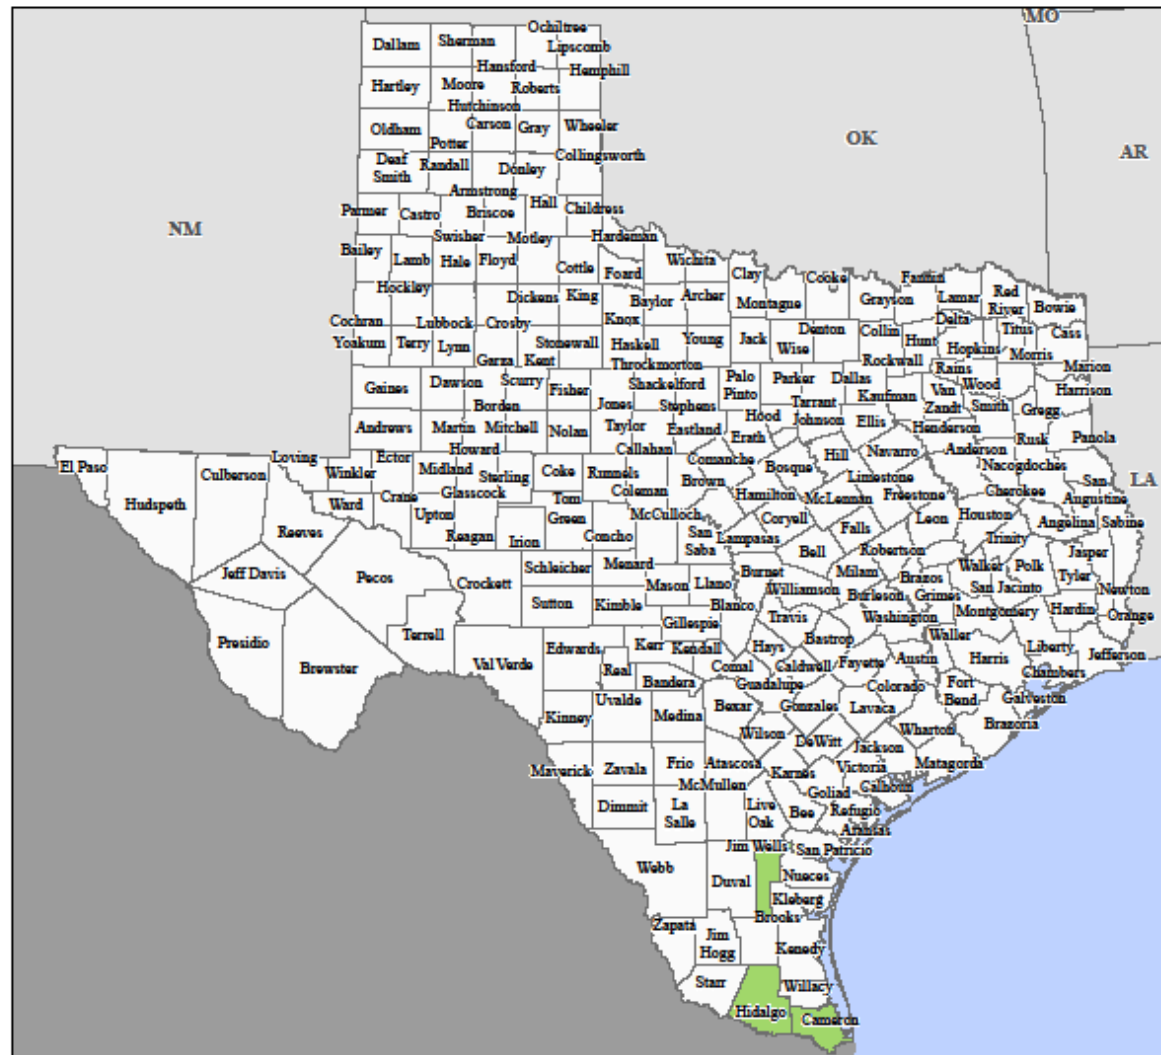 MO
Ochiltree
Dallam
Sherman
Lipscomb
Hansford
Hemphill
Hartley
Moore
Roberts
Hutchinson
Oldham
Potter
Carson
Gray
Wheeler
OK
AR
Deaf
Smith
Randall
Donley
Collingsworth
Armstrong
Parmer
Castro
Briscoe
Hall
Childress
NM
Swisher
Motley
Hardeman
Bailey
Lamb
Hale
Floyd
Cottle
Foard
Wichita
Clay
Cooke
Fannin
Hockley
Dickens
King
Baylor
Archer
Montague
Grayson
Lamar
Red
River
Bowie
Cochran
Lubbock
Crosby
Knox
Delta
Titus
Cass
Yoakum
Terry
Lynn
Garza
Kent
Stonewall
Haskell
Throckmorton
Young
Jack
Wise
Denton
Collin
Hunt
Hopkins
Morris
Rockwall
Marion
Gaines
Dawson
Scurry
Borden
Fisher
Jones
Shackelford
Stephens
Palo
Pinto
Parker
Tarrant
Dallas
Kaufman
Rains
Van
Zandt
Wood
Smith
Gregg
Harrison
Andrews
Martin
Mitchell
Nolan
Taylor
Eastland
Hood
Erath
Johnson
Ellis
Henderson
Rusk
Panola
Howard
Callahan
El Paso
Culberson
Loving
Winkler
Ector
Midland
Glasscock
Sterling
Coke
Runnels
Coleman
Comanche
Brown
Bosque
Hill
Navarro
Anderson
Nacogdoches
Hudspeth
Ward
Crane
Upton
Tom
Green
Hamilton
McLennan
Limestone
Freestone
Cherokee
San
Augustine
LA
Reeves
Reagan
Irion
Concho
McCulloch
San
Saba
Lampasas
Coryell
Falls
Leon
Houston
Angelina
Sabine
Trinity
Jeff Davis
Pecos
Crockett
Schleicher
Menard
Mason
Llano
Burnet
Bell
Milam
Robertson
Brazos
Walker
Polk
Jasper
Tyler
Newton
Presidio
Brewster
Terrell
Sutton
Kimble
Gillespie
Blanco
Williamson
Travis
Burleson
Washington
Grimes
San Jacinto
Montgomery
Hardin
Orange
Val Verde
Edwards
Real
Kerr
Kendall
Bandera
Hays
Comal
Bastrop
Caldwell
Guadalupe
Fayette
Austin
Waller
Harris
Liberty
Jefferson
Chambers
Kinney
Uvalde
Medina
Bexar
Wilson
Gonzales
Lavaca
Colorado
Fort
Bend
Galveston
Brazoria
Maverick
Zavala
Frio
Atascosa
Karnes
DeWitt
Jackson
Wharton
Matagorda
Dimmit
La
Salle
McMullen
Live
Oak
Bee
Goliad
Victoria
Calhoun
Refugio
Aransas
Webb
Duval
Jim Wells
San Patricio
Nueces
Kleberg
Zapata
Jim
Hogg
Brooks
Kenedy
Starr
Hidalgo
Willacy
Cameron